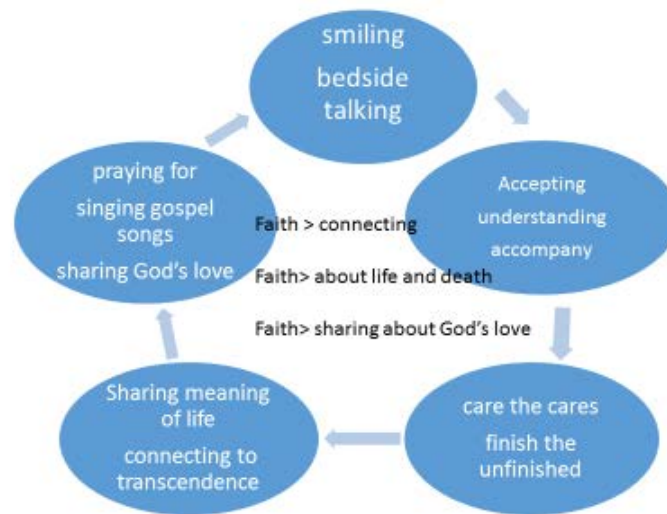 smiling
bedside
talking
Accepting
understanding
accompany
care the cares
finish the
unfinished
Sharing meaning
of life
connecting to
transcendence
praying for
singing gospel
songs
sharing God's love
Faith > connecting
Faith> about life and death
Faith> sharing about God's love